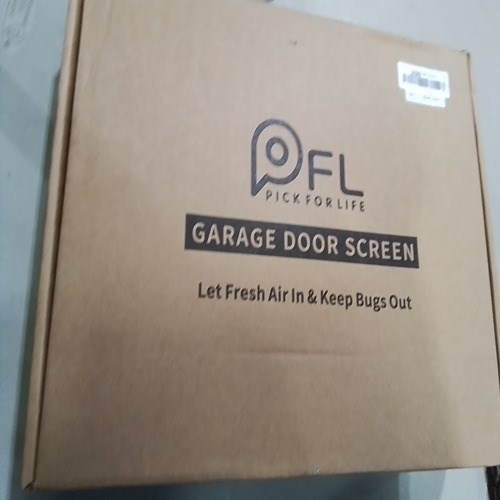 PFL
PICK FOR LIFE
GARAGE DOOR SCREEN
Let Fresh Air In & Keep Bugs Out